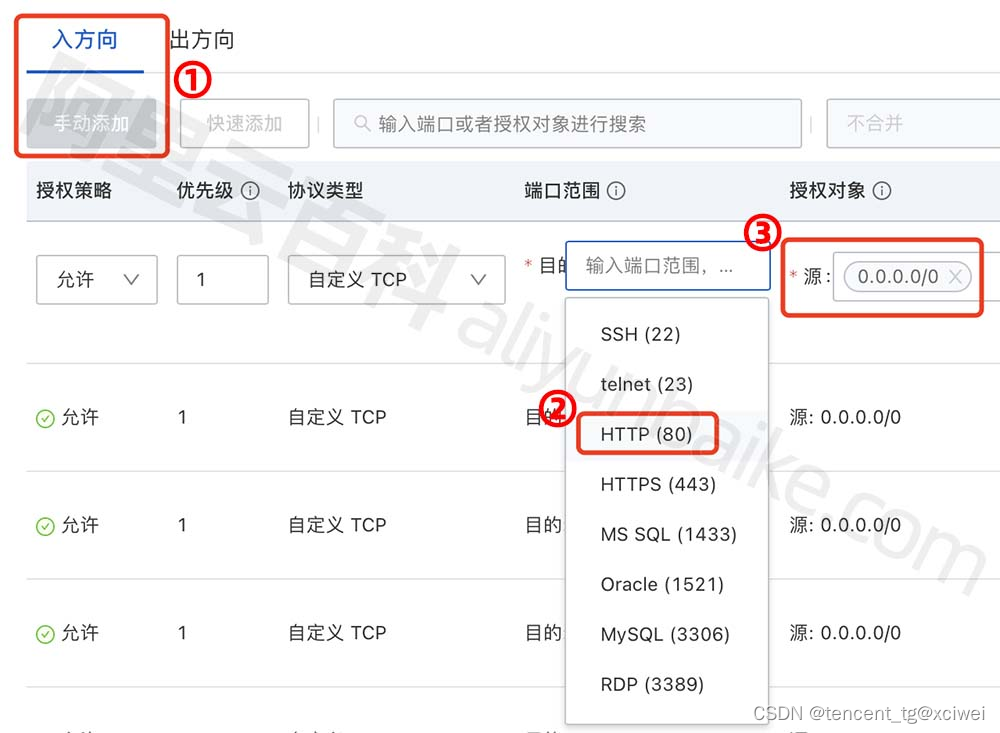 入方向 出方向
①
手动添加 快速添加 输入端口或者授权对象进行搜索 不合并
授权策略 优先级 协议类型 端口范围 授权对象
③
允许 1 自定义 TCP * 目的 输入端口范围，... * 源: 0.0.0.0/0
SSH (22)
telnet (23)
②
允许 1 自定义 TCP 目的 源: 0.0.0.0/0
HTTP (80)
HTTPS (443)
允许 1 自定义 TCP 目的 源: 0.0.0.0/0
MS SQL (1433)
Oracle (1521)
允许 1 自定义 TCP 目的: 源: 0.0.0.0/0
MySQL (3306)
RDP (3389)
阿里云百科 aliyunbaike.com
CSDN @tencent_tg@xciwei